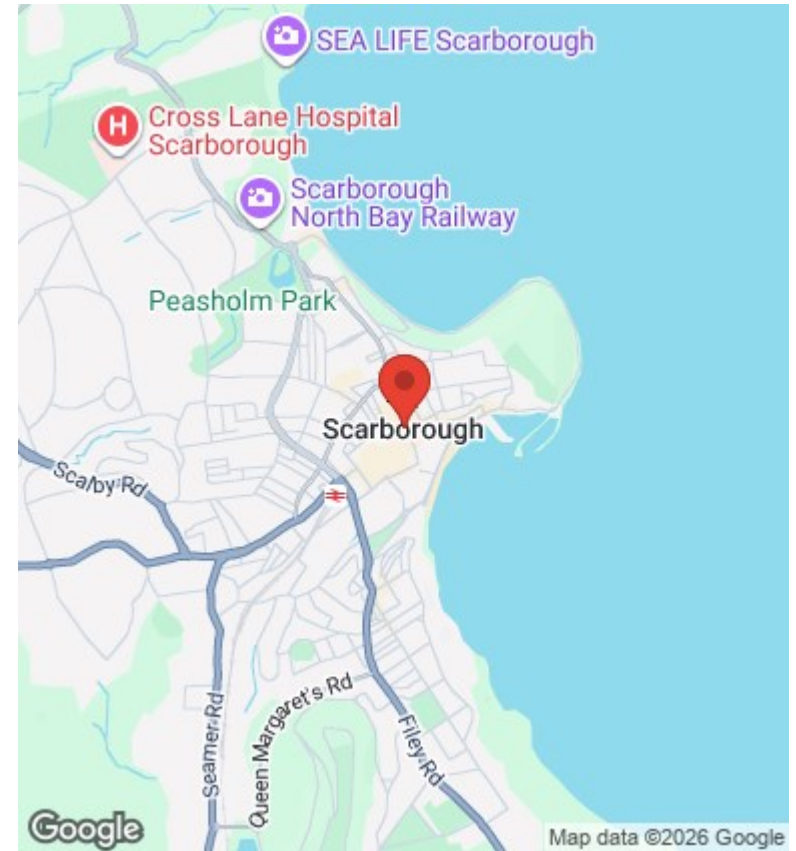 SEA LIFE Scarborough
H
Cross Lane Hospital
Scarborough
Scarborough
North Bay Railway
Peasholm Park
Scarborough
Scalby Rd
Queen Margaret's Rd
Seamer Rd
Filey Rd
Google
Map data ©2026 Google